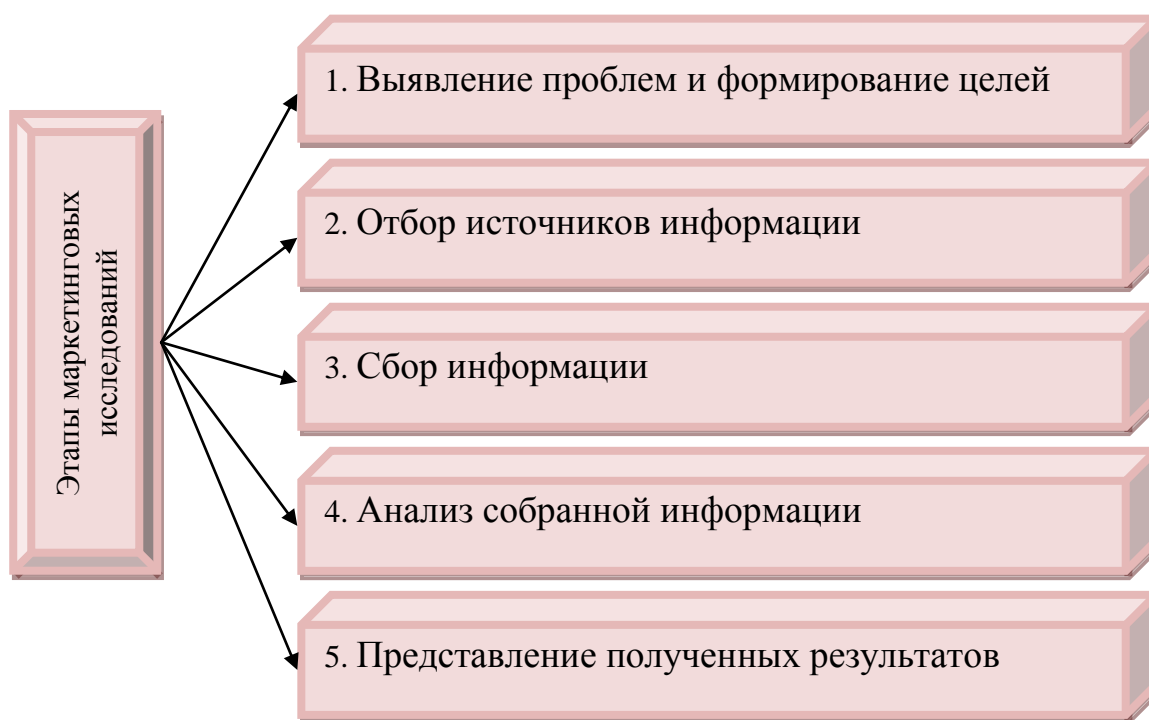 Этапы маркетинговых
исследований
1. Выявление проблем и формирование целей
2. Отбор источников информации
3. Сбор информации
4. Анализ собранной информации
5. Представление полученных результатов